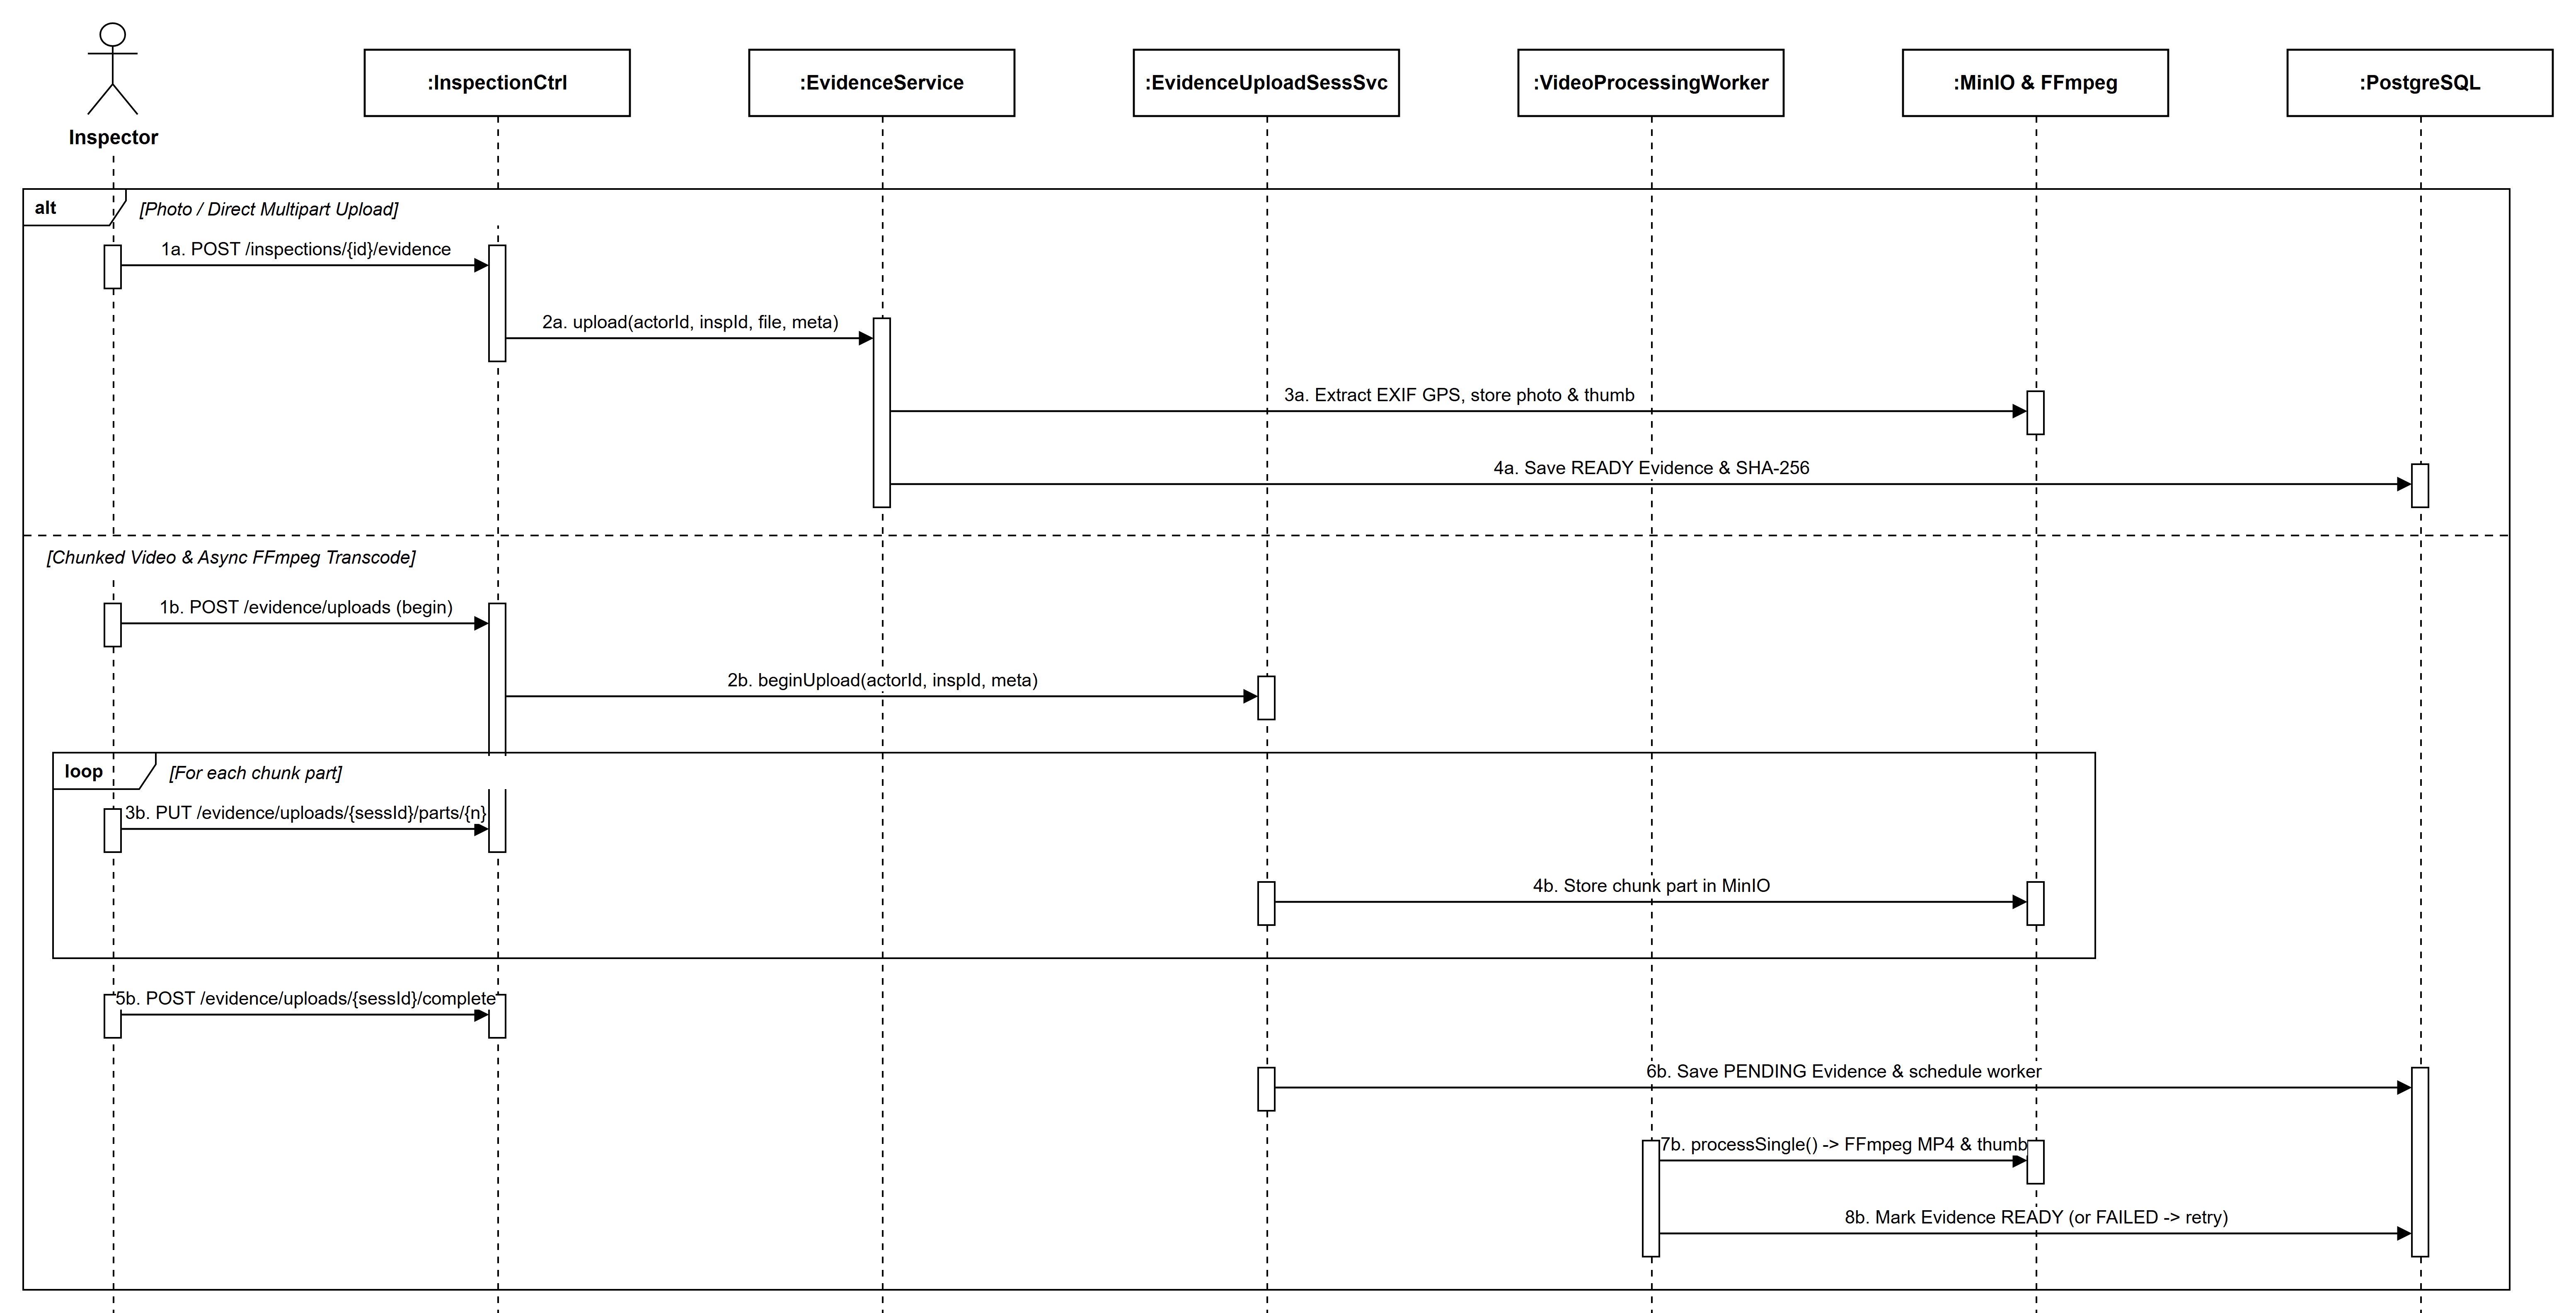 Inspector
:InspectionCtrl
:EvidenceService
:EvidenceUploadSessSvc
:VideoProcessingWorker
:MinIO & FFmpeg
:PostgreSQL
alt
[Photo / Direct Multipart Upload]
1a. POST /inspections/{id}/evidence
2a. upload(actorId, inspId, file, meta)
3a. Extract EXIF GPS, store photo & thumb
4a. Save READY Evidence & SHA-256
[Chunked Video & Async FFmpeg Transcode]
1b. POST /evidence/uploads (begin)
2b. beginUpload(actorId, inspId, meta)
loop
[For each chunk part]
3b. PUT /evidence/uploads/{sessId}/parts/{n}
4b. Store chunk part in MinIO
5b. POST /evidence/uploads/{sessId}/complete
6b. Save PENDING Evidence & schedule worker
7b. processSingle() -> FFmpeg MP4 & thumb
8b. Mark Evidence READY (or FAILED -> retry)